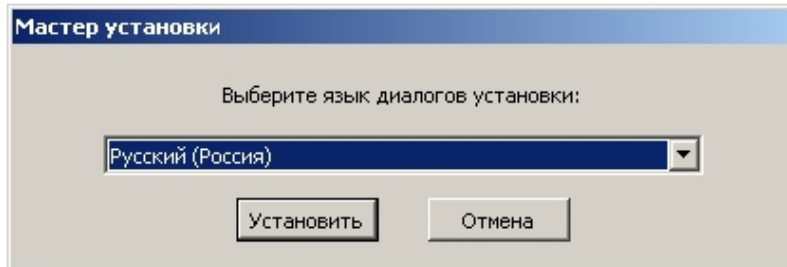 Мастер установки
Выберите язык диалогов установки:
Русский (Россия)
Установить Отмена